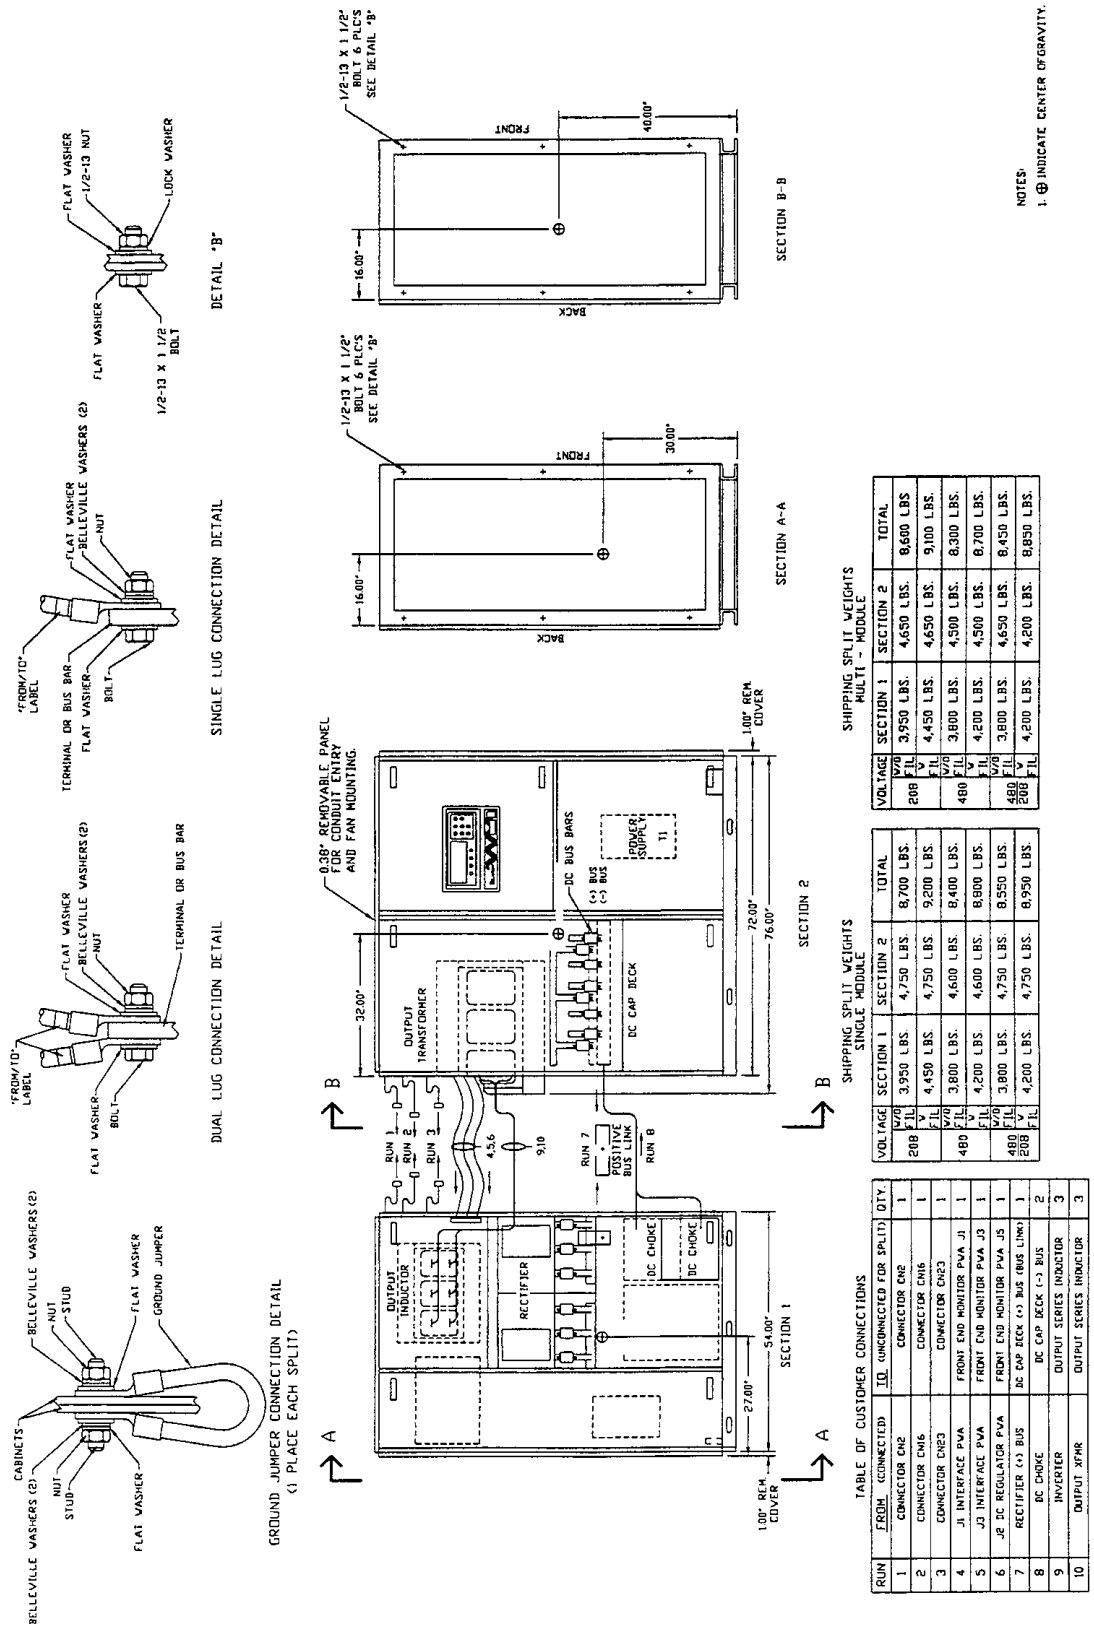 BELLEVILLE WASHERS (2)
CABINETS
NUT
STUD
FLAT WASHER
BELLEVILLE WASHERS (2)
NUT
STUD
FLAT WASHER
GROUND JUMPER
GROUND JUMPER CONNECTION DETAIL
(1 PLACE EACH SPLIT)
"FROM/TO"
LABEL
FLAT WASHER
BOLT
FLAT WASHER
BELLEVILLE WASHERS(2)
NUT
TERMINAL OR BUS BAR
DUAL LUG CONNECTION DETAIL
"FROM/TO"
LABEL
TERMINAL OR BUS BAR
FLAT WASHER
BOLT
FLAT WASHER
BELLEVILLE WASHERS (2)
NUT
SINGLE LUG CONNECTION DETAIL
FLAT WASHER
1/2-13 X 1 1/2
BOLT
FLAT WASHER
1/2-13 NUT
LOCK WASHER
DETAIL "B"
A
A
1.00" REM.
COVER
OUTPUT
INDUCTOR
RECTIFIER
DC CHOKE
DC CHOKE
27.00"
54.00"
SECTION 1
RUN 1
RUN 2
RUN 3
4,5,6
9,10
RUN 7
POSITIVE
BUS LINK
RUN 8
B
B
32.00"
0.38" REMOVABLE PANEL
FOR CONDUIT ENTRY
AND FAN MOUNTING.
OUTPUT
TRANSFORMER
DC CAP DECK
DC BUS BARS
(+) BUS
(-) BUS
POWER
SUPPLY
T1
72.00"
76.00"
1.00" REM.
COVER
SECTION 2
1/2-13 X 1 1/2"
BOLT 6 PLC'S
SEE DETAIL "B"
16.00"
BACK
FRONT
30.00"
SECTION A-A
1/2-13 X 1 1/2"
BOLT 6 PLC'S
SEE DETAIL "B"
16.00"
BACK
FRONT
40.00"
SECTION B-B
TABLE OF CUSTOMER CONNECTIONS
RUN FROM (CONNECTED) TO (UNCONNECTED FOR SPLIT) QTY.
1 CONNECTOR CN2 CONNECTOR CN2 1
2 CONNECTOR CN16 CONNECTOR CN16 1
3 CONNECTOR CN23 CONNECTOR CN23 1
4 J1 INTERFACE PWA FRONT END MONITOR PWA J1 1
5 J3 INTERFACE PWA FRONT END MONITOR PWA J3 1
6 J2 DC REGULATOR PWA FRONT END MONITOR PWA J5 1
7 RECTIFIER (+) BUS DC CAP DECK (+) BUS (BUS LINK) 1
8 DC CHOKE DC CAP DECK (-) BUS 2
9 INVERTER OUTPUT SERIES INDUCTOR 3
10 OUTPUT XFMR OUTPUT SERIES INDUCTOR 3
SHIPPING SPLIT WEIGHTS
SINGLE MODULE
VOLTAGE SECTION 1 SECTION 2 TOTAL
208 W/O FIL 3,950 LBS. 4,750 LBS. 8,700 LBS.
W FIL 4,450 LBS. 4,750 LBS. 9,200 LBS.
480 W/O FIL 3,800 LBS. 4,600 LBS. 8,400 LBS.
W FIL 4,200 LBS. 4,600 LBS. 8,800 LBS.
480 208 W/O FIL 3,800 LBS. 4,750 LBS. 8,550 LBS.
W FIL 4,200 LBS. 4,750 LBS. 8,950 LBS.
SHIPPING SPLIT WEIGHTS
MULTI - MODULE
VOLTAGE SECTION 1 SECTION 2 TOTAL
208 W/O FIL 3,950 LBS. 4,650 LBS. 8,600 LBS
W FIL 4,450 LBS. 4,650 LBS. 9,100 LBS.
480 W/O FIL 3,800 LBS. 4,500 LBS. 8,300 LBS.
W FIL 4,200 LBS. 4,500 LBS. 8,700 LBS.
480 208 W/O FIL 3,800 LBS. 4,650 LBS. 8,450 LBS.
W FIL 4,200 LBS. 4,200 LBS. 8,850 LBS.
NOTES:
1. ⊕ INDICATE CENTER OFGRAVITY.